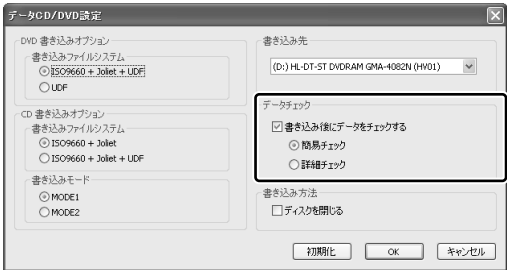 データCD/DVD設定
DVD 書き込みオプション
書き込みファイルシステム
ISO9660 + Joliet + UDF
UDF
CD 書き込みオプション
書き込みファイルシステム
ISO9660 + Joliet
ISO9660 + Joliet + UDF
書き込みモード
MODE1
MODE2
書き込み先
(D:) HL-DT-ST DVDRAM GMA-4082N (HV01)
データチェック
書き込み後にデータをチェックする
簡易チェック
詳細チェック
書き込み方法
ディスクを閉じる
初期化
OK
キャンセル